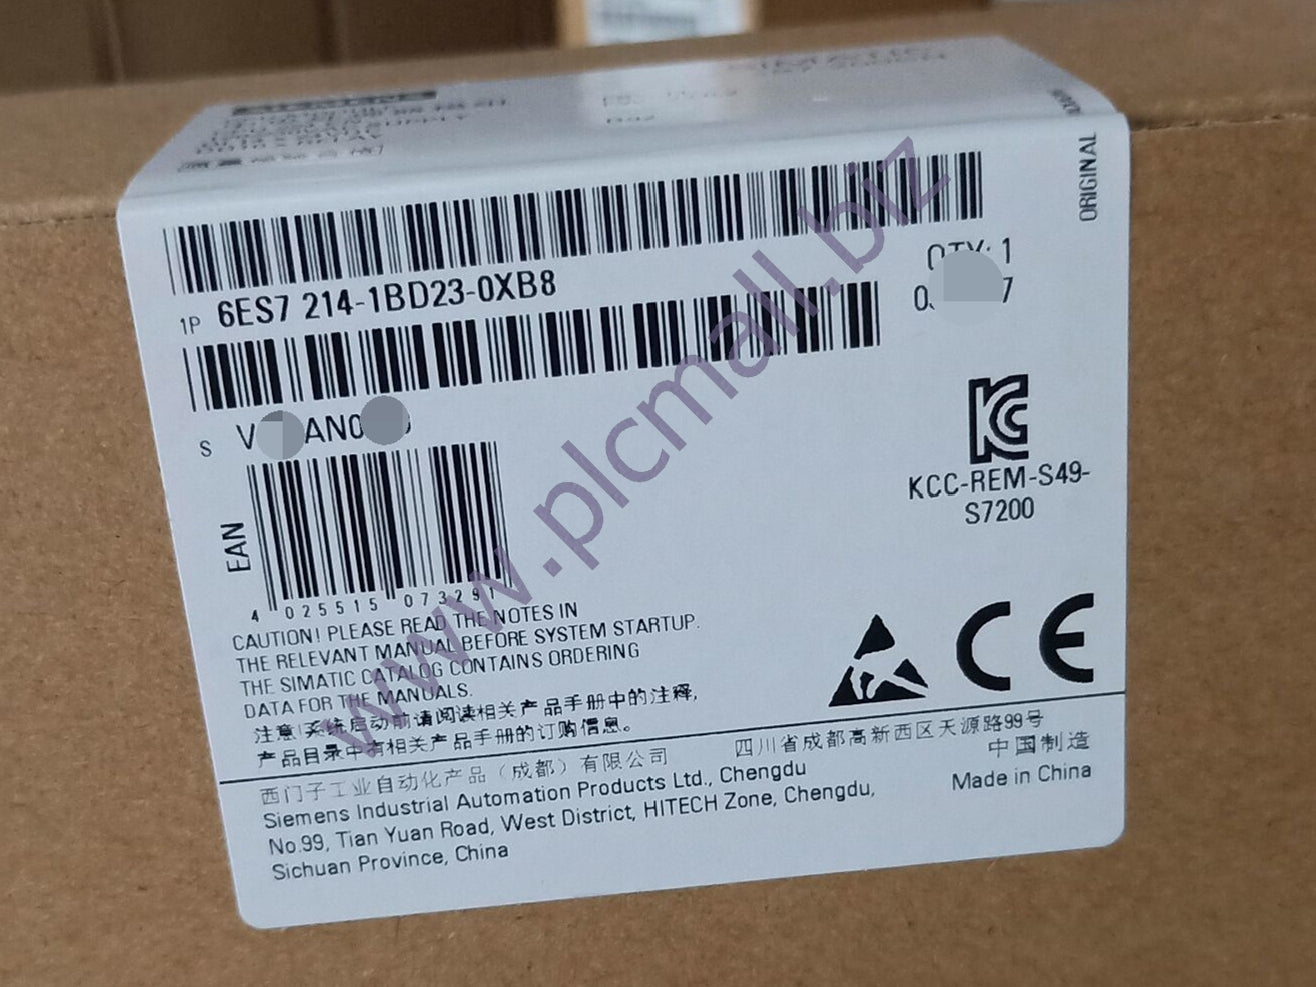 ORIGINAL
1P 6ES7 214-1BD23-0XB8
QTY: 1
S
EAN
4 025515 073291
KCC-REM-S49-
S7200
CAUTION! PLEASE READ THE NOTES IN
THE RELEVANT MANUAL BEFORE SYSTEM STARTUP.
THE SIMATIC CATALOG CONTAINS ORDERING
DATA FOR THE MANUALS.
注意!系统启动前请阅读相关产品手册中的注释,
产品目录中有相关产品手册的订购信息。
CE
西门子工业自动化产品（成都）有限公司
四川省成都高新西区天源路99号
Siemens Industrial Automation Products Ltd., Chengdu
中国制造
No.99, Tian Yuan Road, West District, HITECH Zone, Chengdu,
Made in China
Sichuan Province, China
www.plcmall.biz